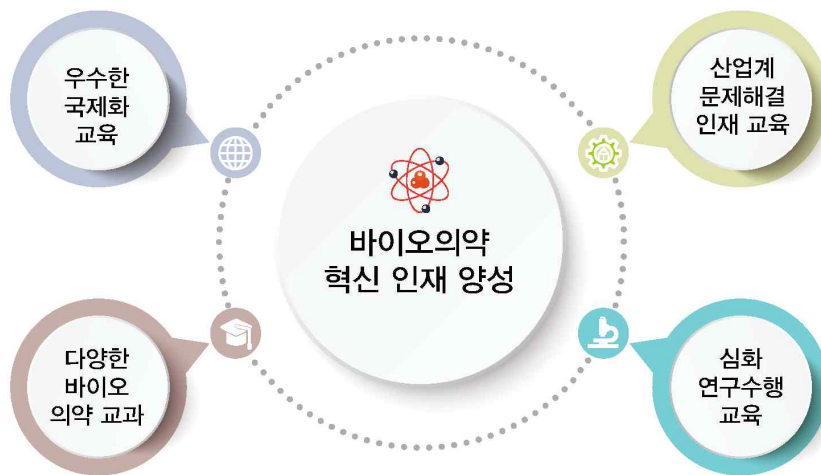 우수한
국제화
교육
산업계
문제해결
인재 교육
바이오의약
혁신 인재 양성
다양한
바이오
의약 교과
심화
연구수행
교육